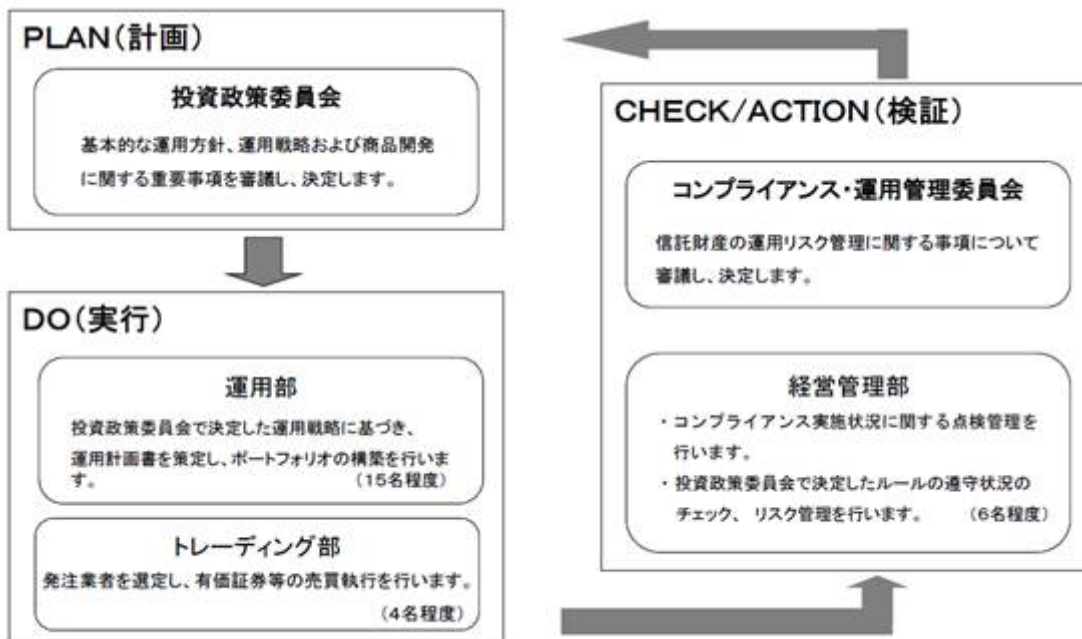 PLAN(計画)
投資政策委員会
基本的な運用方針、運用戦略および商品開発
に関する重要事項を審議し、決定します。
DO(実行)
運用部
投資政策委員会で決定した運用戦略に基づき、
運用計画書を策定し、ポートフォリオの構築を行いま
す。 (15名程度)
トレーディング部
発注業者を選定し、有価証券等の売買執行を行います。
(4名程度)
CHECK/ACTION(検証)
コンプライアンス・運用管理委員会
信託財産の運用リスク管理に関する事項について
審議し、決定します。
経営管理部
・コンプライアンス実施状況に関する点検管理を
行います。
・投資政策委員会で決定したルールの遵守状況の
チェック、リスク管理を行います。 (6名程度)